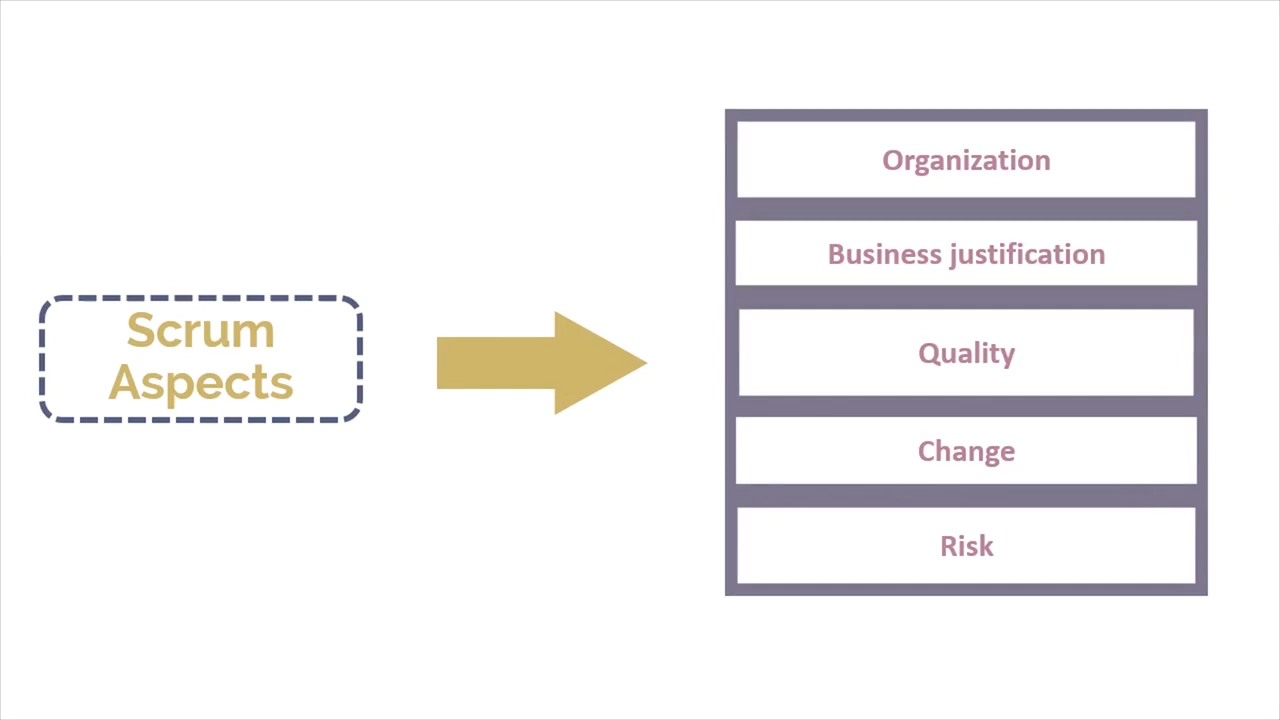 Scrum
Aspects
Organization
Business justification
Quality
Change
Risk